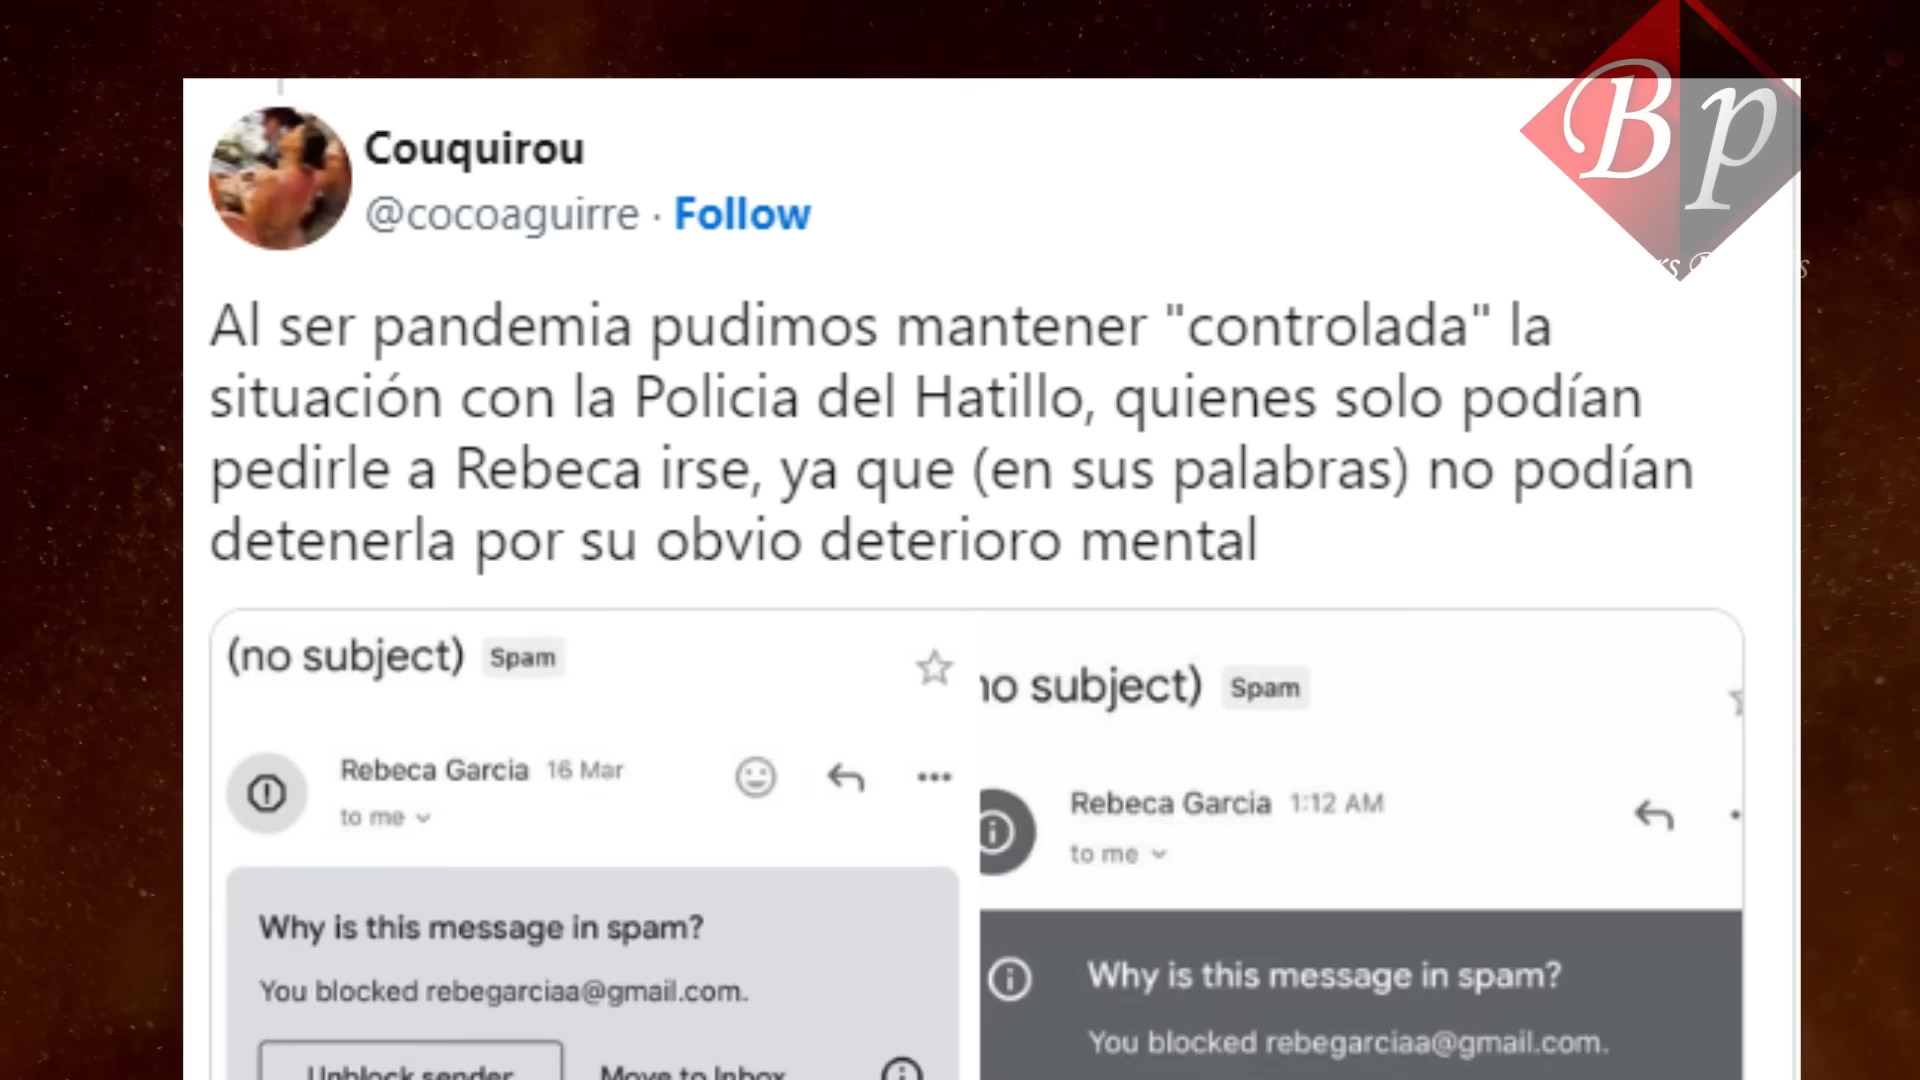 Bp
Couquirou
@cocoaguirre · Follow
Al ser pandemia pudimos mantener "controlada" la
situación con la Policia del Hatillo, quienes solo podían
pedirle a Rebeca irse, ya que (en sus palabras) no podían
detenerla por su obvio deterioro mental
(no subject) Spam
Rebeca Garcia 16 Mar
to me
Why is this message in spam?
You blocked rebegarciaa@gmail.com.
Unblock sender Move to Inbox
no subject) Spam
Rebeca Garcia 1:12 AM
to me
Why is this message in spam?
You blocked rebegarciaa@gmail.com.